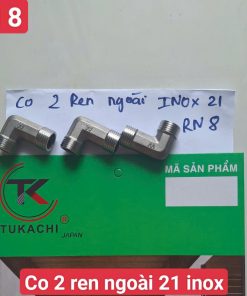 8
Co 2 Ren ngoài INOX 21
RN 8
MÃ SẢN PHẨM
TK
®
TUKACHI
JAPAN
Co 2 ren ngoài 21 inox